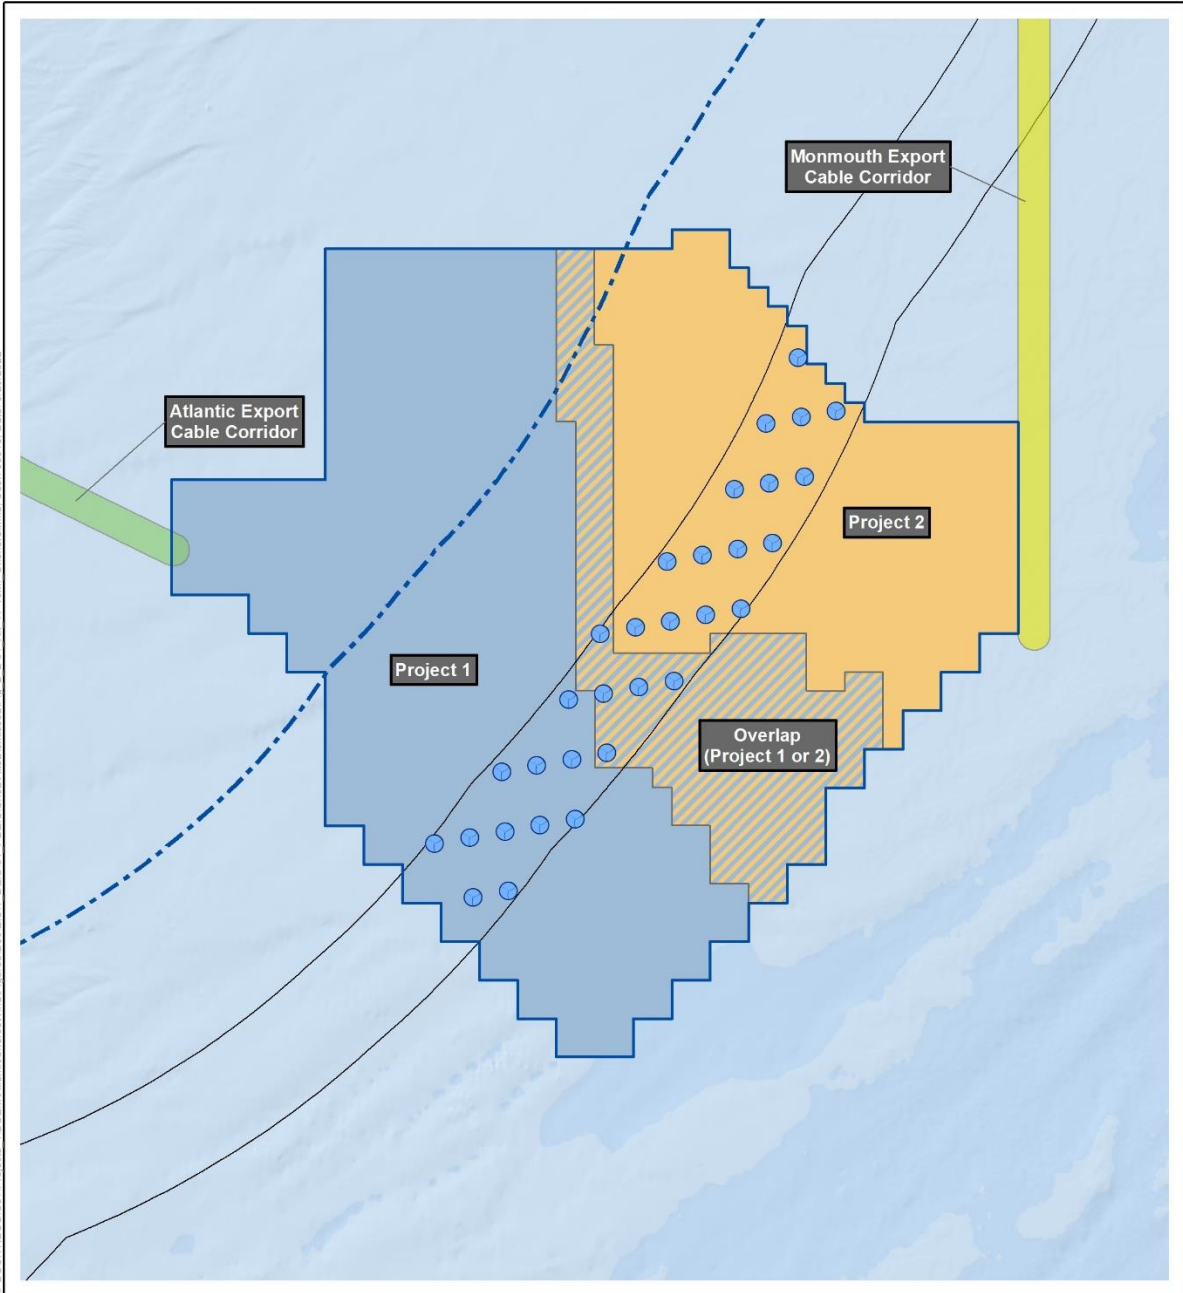 Monmouth Export
Cable Corridor
Atlantic Export
Cable Corridor
Project 2
Project 1
Overlap
(Project 1 or 2)